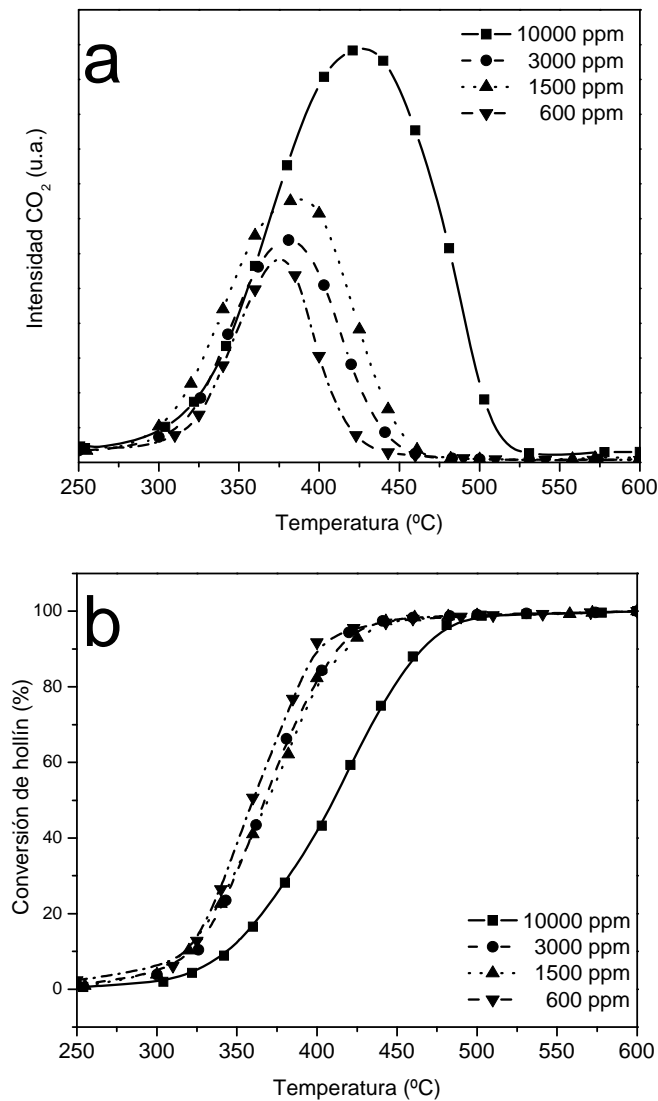 a
10000 ppm
3000 ppm
1500 ppm
600 ppm
Intensidad CO2 (u.a.)
250 300 350 400 450 500 550 600
Temperatura (ºC)
b
100
80
60
40
20
0
Conversión de hollín (%)
10000 ppm
3000 ppm
1500 ppm
600 ppm
250 300 350 400 450 500 550 600
Temperatura (ºC)